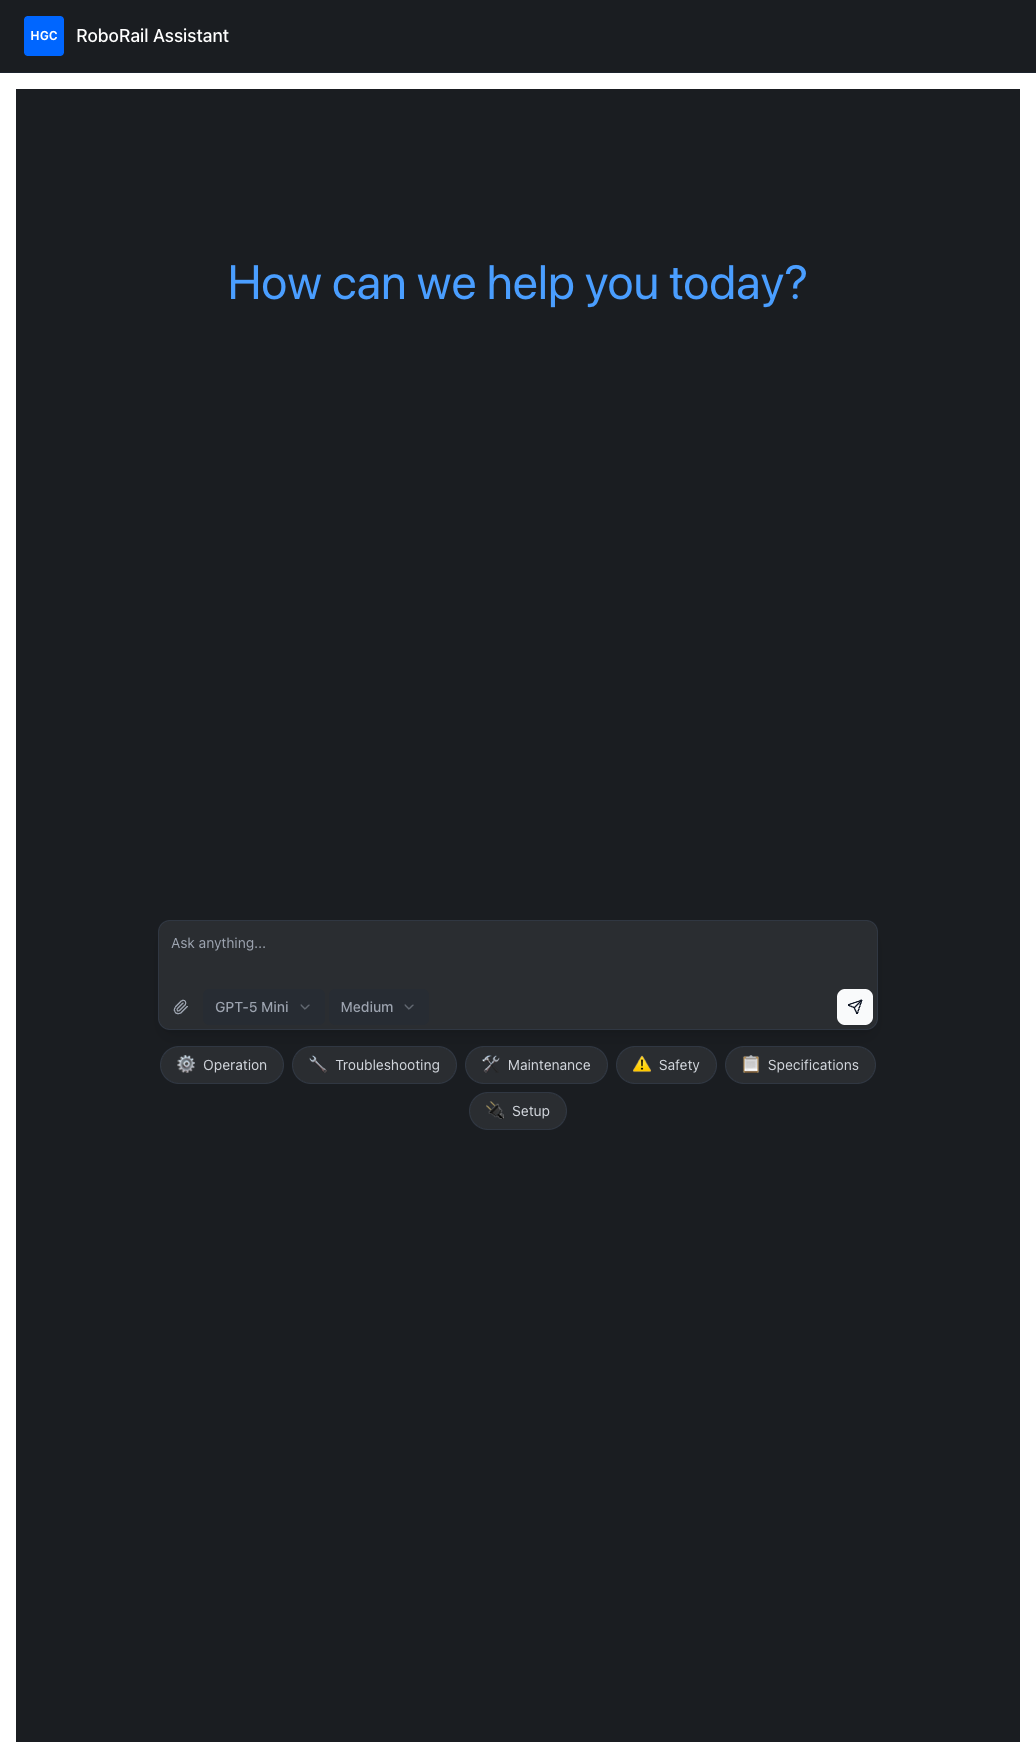 HGC RoboRail Assistant
How can we help you today?
Ask anything...
GPT-5 Mini Medium
Operation Troubleshooting Maintenance Safety Specifications
Setup